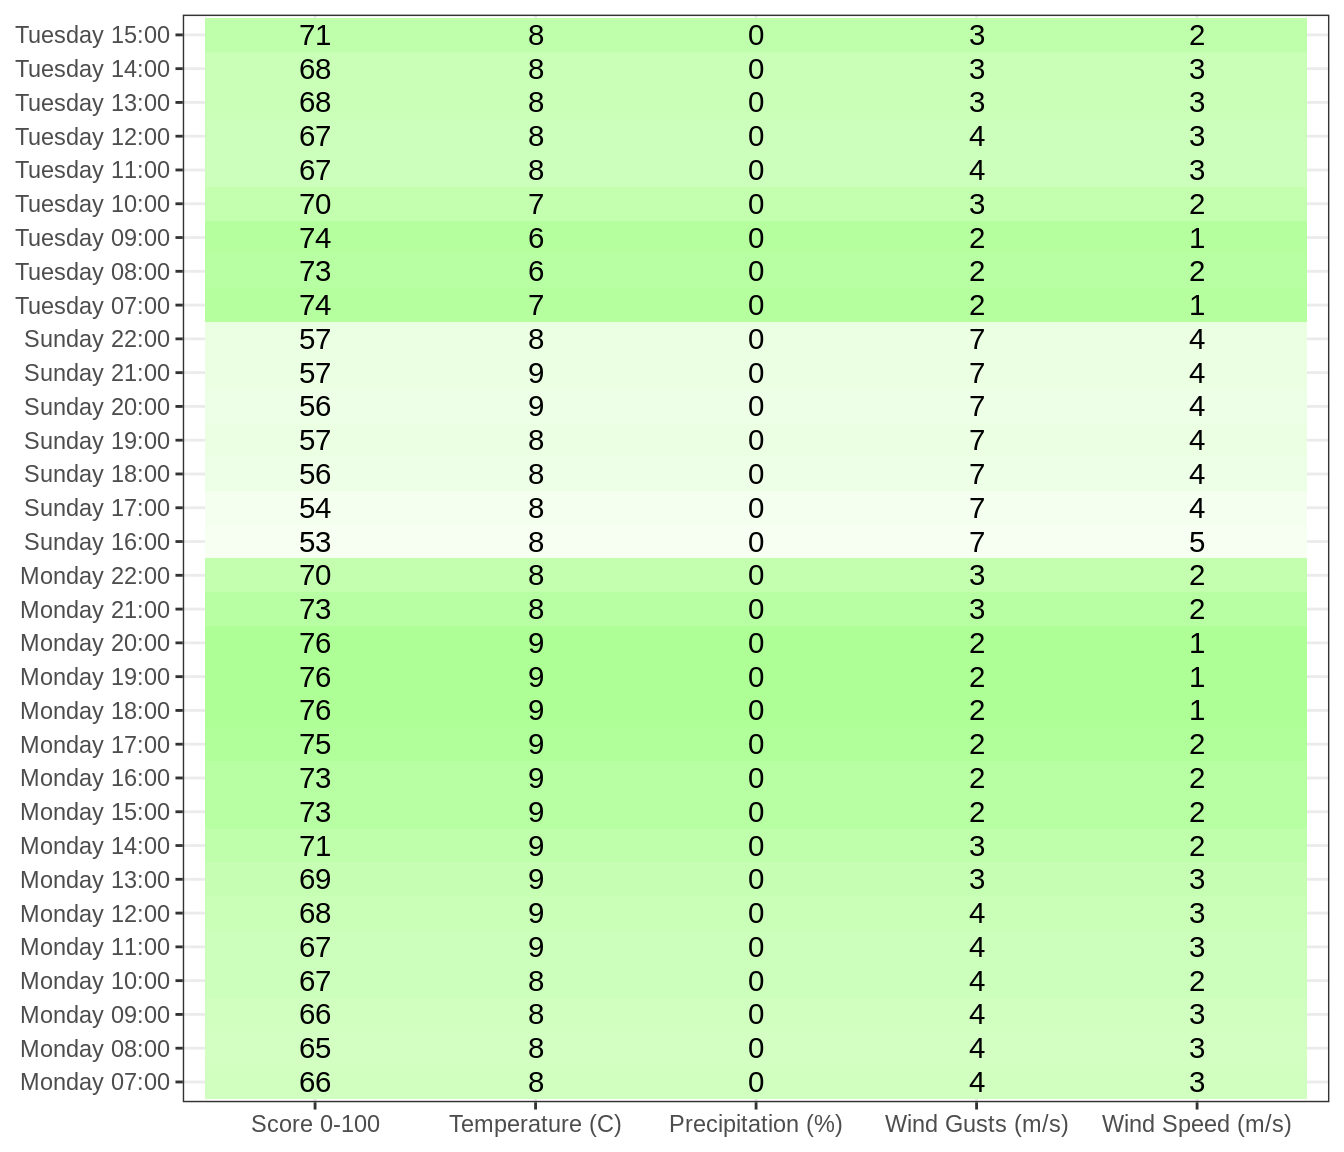 Tuesday 15:00 71 8 0 3 2
Tuesday 14:00 68 8 0 3 3
Tuesday 13:00 68 8 0 3 3
Tuesday 12:00 67 8 0 4 3
Tuesday 11:00 67 8 0 4 3
Tuesday 10:00 70 7 0 3 2
Tuesday 09:00 74 6 0 2 1
Tuesday 08:00 73 6 0 2 2
Tuesday 07:00 74 7 0 2 1
Sunday 22:00 57 8 0 7 4
Sunday 21:00 57 9 0 7 4
Sunday 20:00 56 9 0 7 4
Sunday 19:00 57 8 0 7 4
Sunday 18:00 56 8 0 7 4
Sunday 17:00 54 8 0 7 4
Sunday 16:00 53 8 0 7 5
Monday 22:00 70 8 0 3 2
Monday 21:00 73 8 0 3 2
Monday 20:00 76 9 0 2 1
Monday 19:00 76 9 0 2 1
Monday 18:00 76 9 0 2 1
Monday 17:00 75 9 0 2 2
Monday 16:00 73 9 0 2 2
Monday 15:00 73 9 0 2 2
Monday 14:00 71 9 0 3 2
Monday 13:00 69 9 0 3 3
Monday 12:00 68 9 0 4 3
Monday 11:00 67 9 0 4 3
Monday 10:00 67 8 0 4 2
Monday 09:00 66 8 0 4 3
Monday 08:00 65 8 0 4 3
Monday 07:00 66 8 0 4 3
Score 0-100 Temperature (C) Precipitation (%) Wind Gusts (m/s) Wind Speed (m/s)